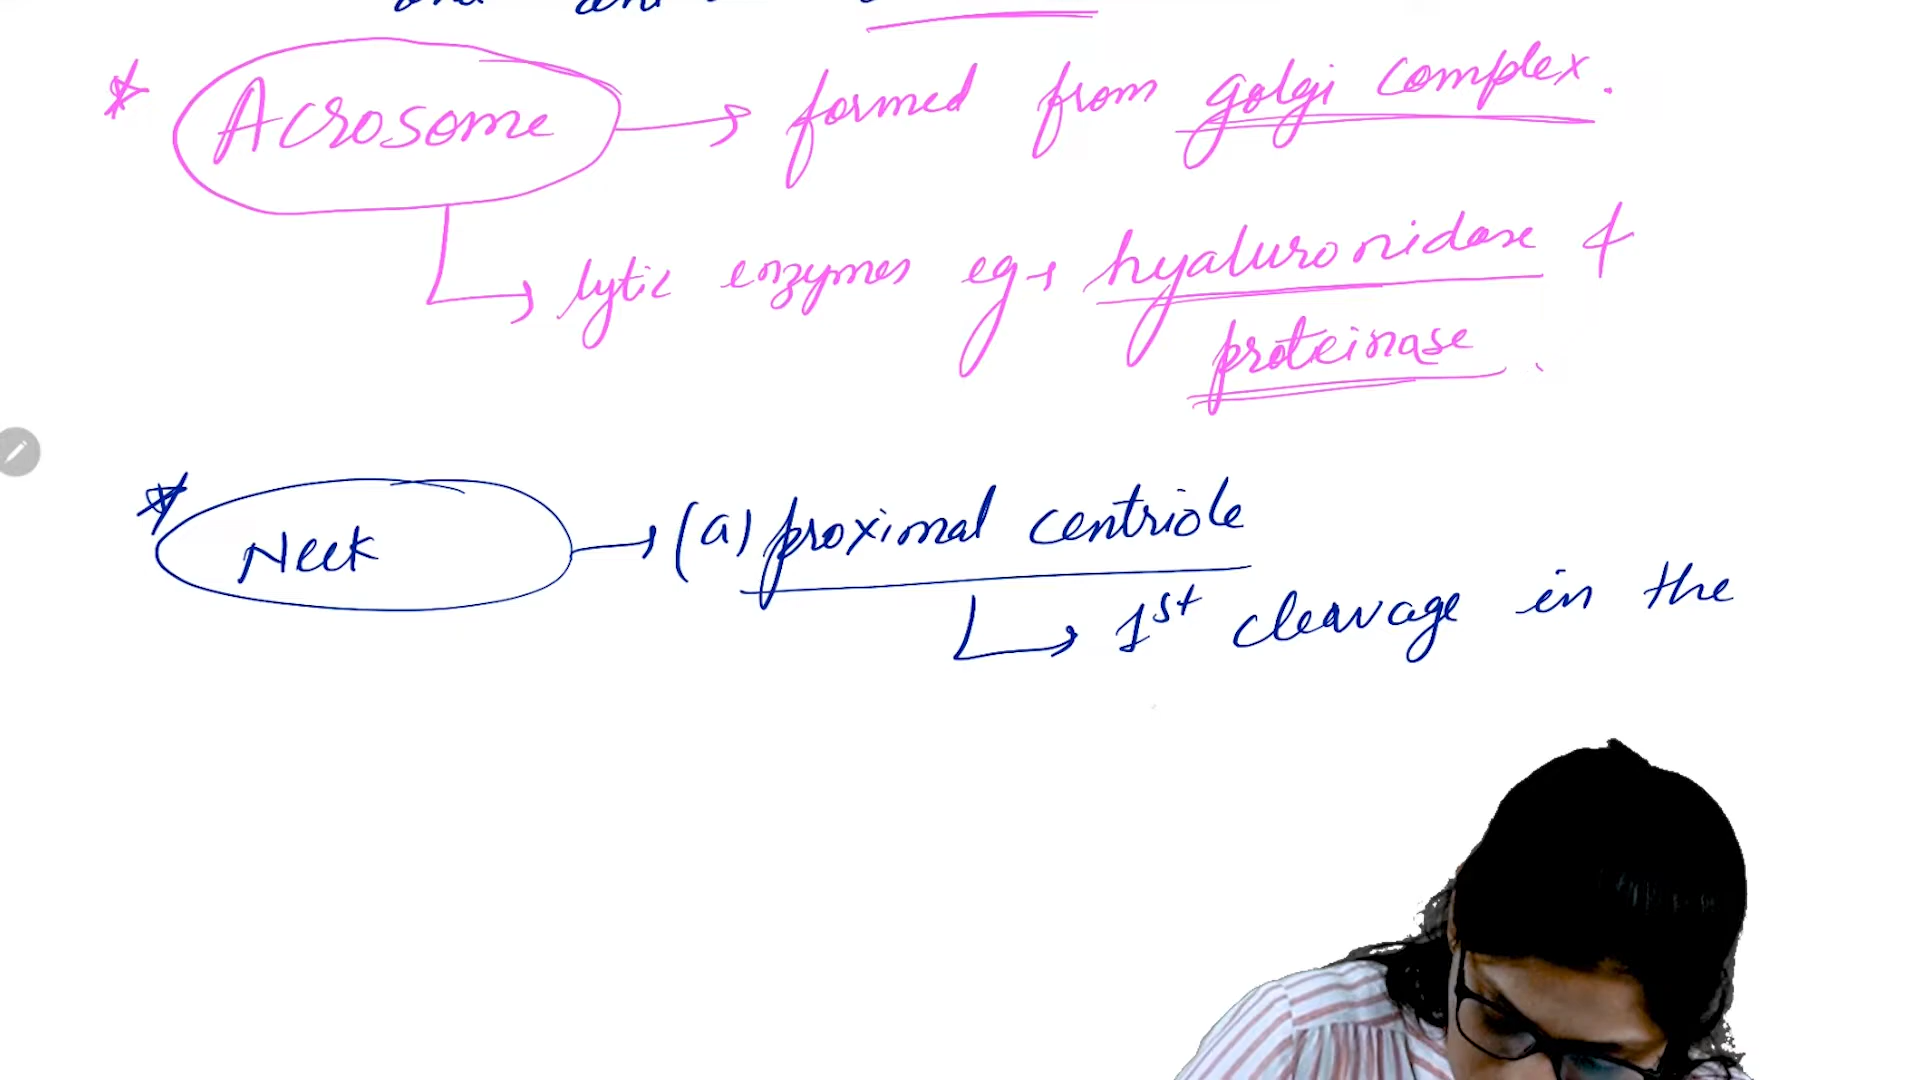 * Acrosome → formed from golgi complex.
→ lytic enzymes eg → hyaluronidase &
proteinase.
* Neck → (a) proximal centriole
→ 1st cleavage in the